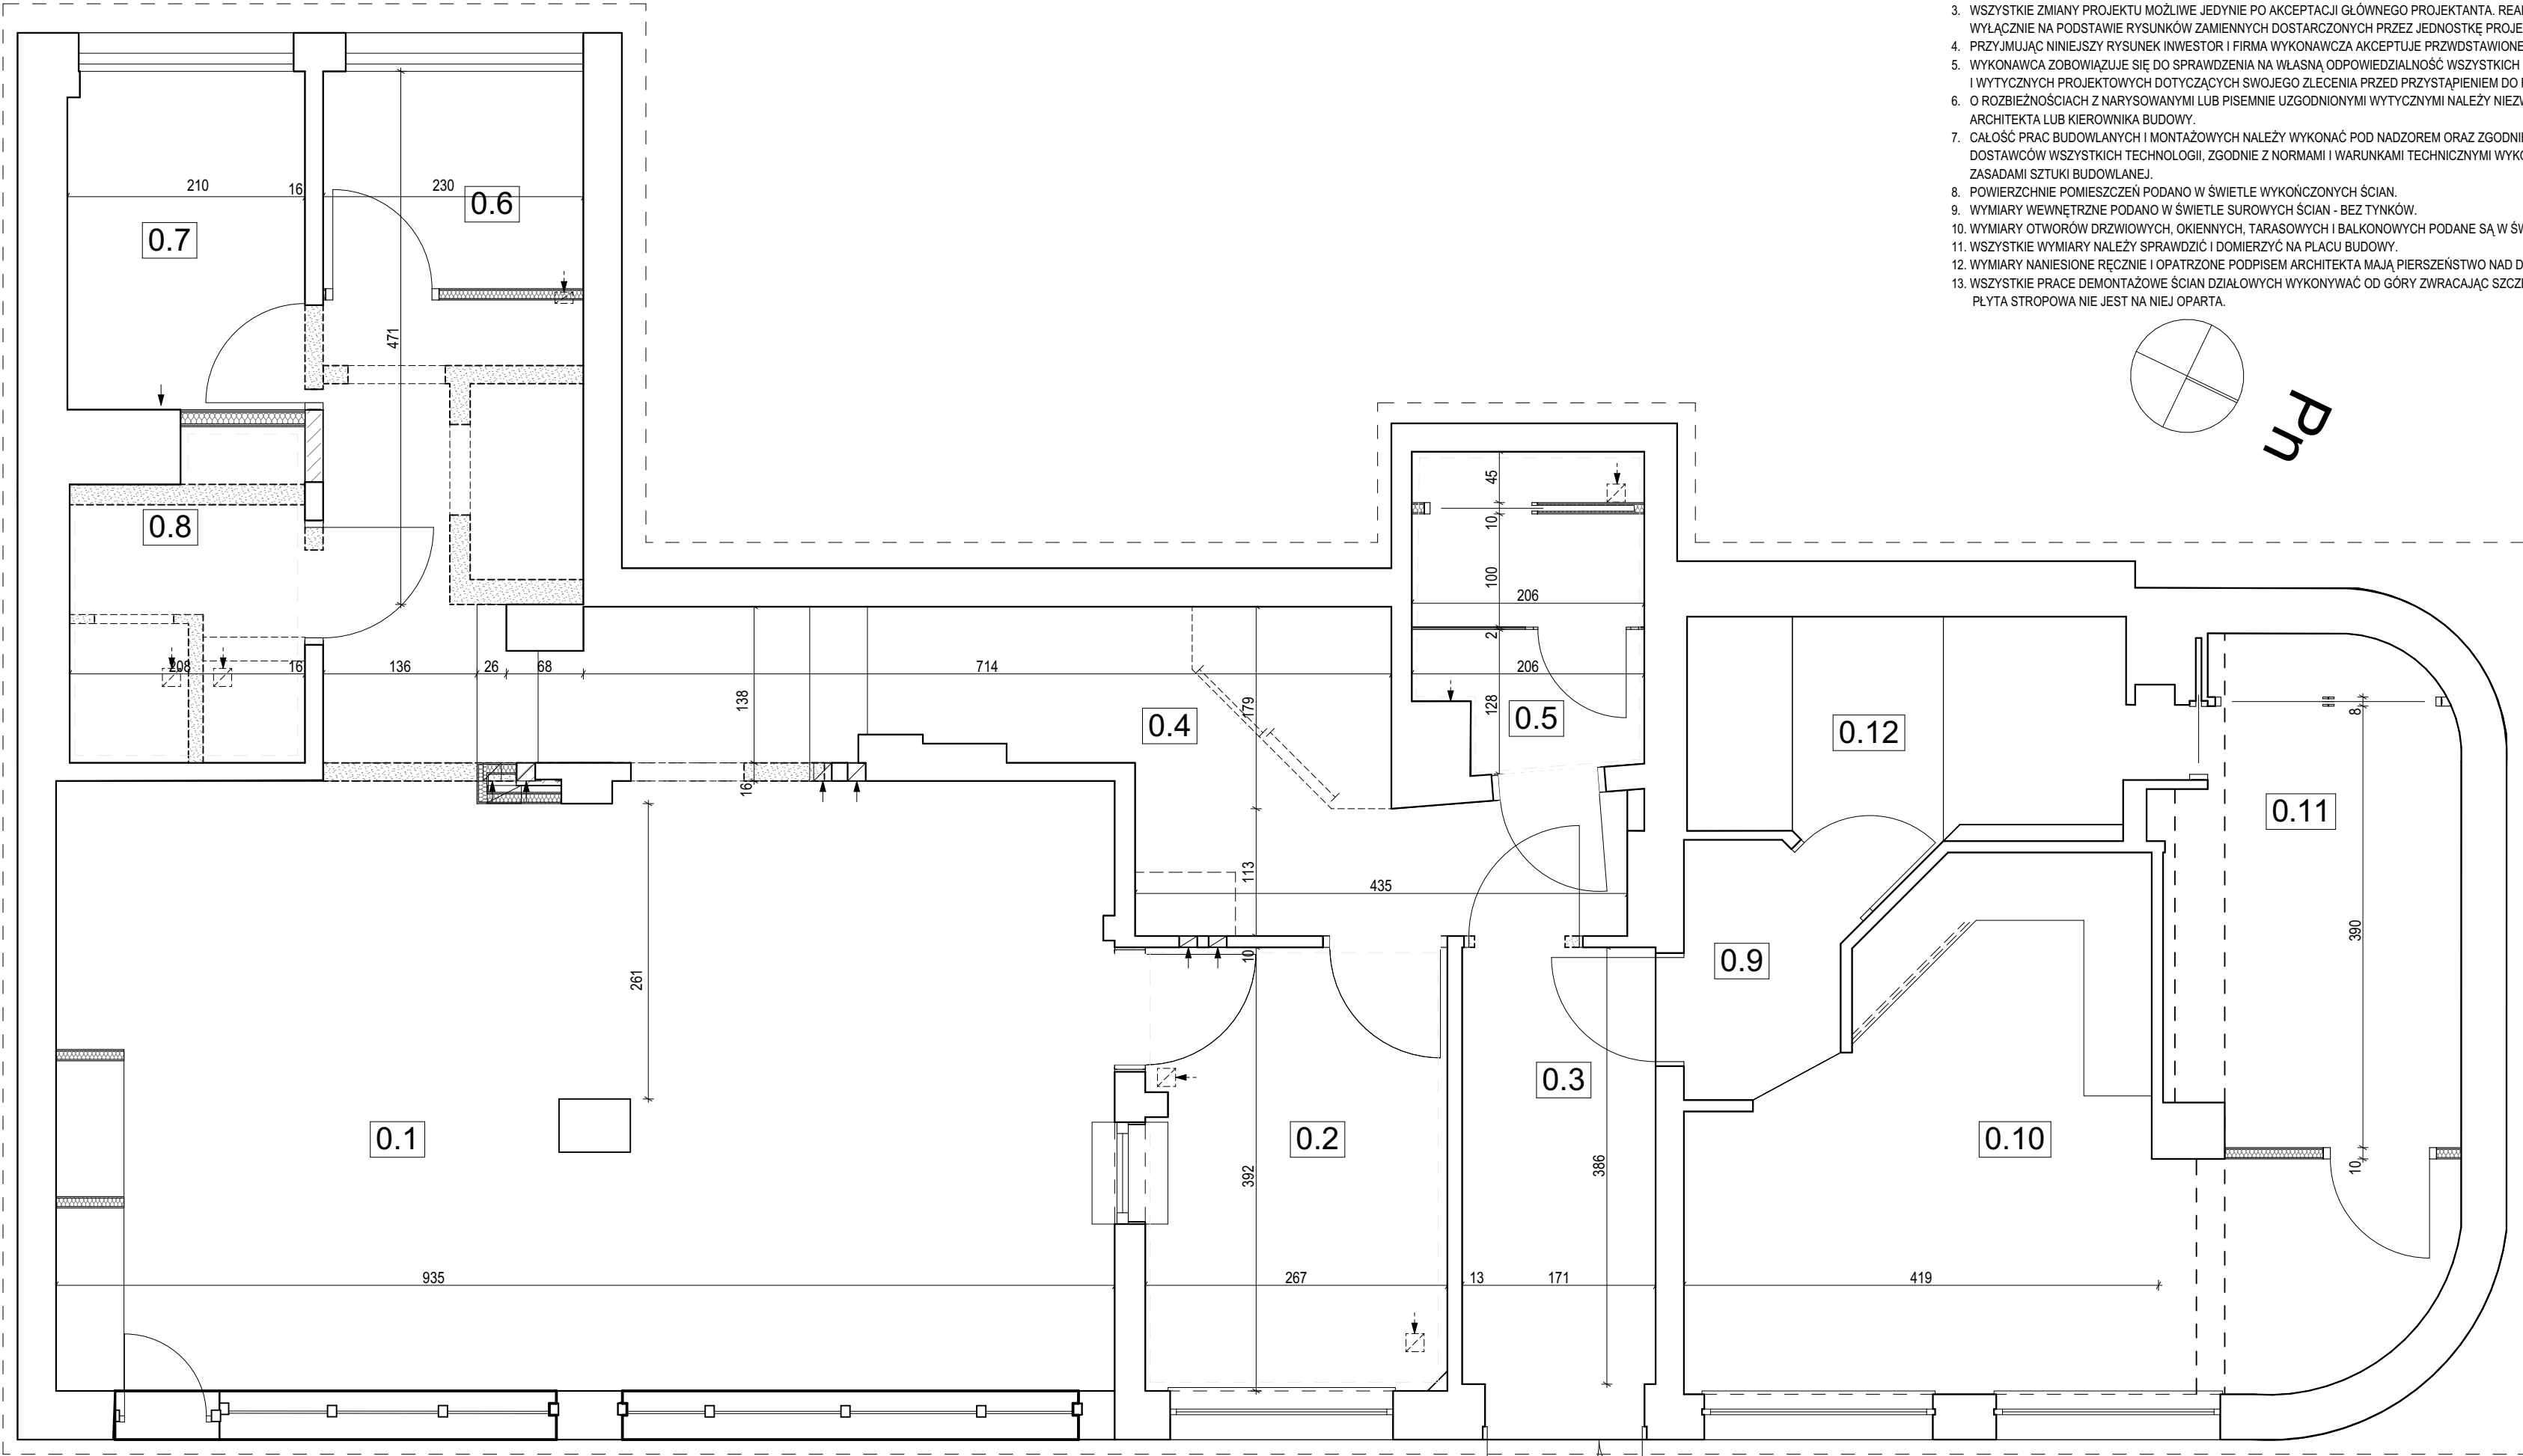 3. WSZYSTKIE ZMIANY PROJEKTU MOŻLIWE JEDYNIE PO AKCEPTACJI GŁÓWNEGO PROJEKTANTA.
WYŁĄCZNIE NA PODSTAWIE RYSUNKÓW ZAMIENNYCH DOSTARCZONYCH PRZEZ JEDNOSTKĘ
4. PRZYJMUJĄC NINIEJSZY RYSUNEK INWESTOR I FIRMA WYKONAWCZA AKCEPTUJE PRZWDSTAWIONE
5. WYKONAWCA ZOBOWIĄZUJE SIĘ DO SPRAWDZENIA NA WŁASNĄ ODPOWIEDZIALNOŚĆ WSZYSTKICH
I WYTYCZNYCH PROJEKTOWYCH DOTYCZĄCYCH SWOJEGO ZLECENIA PRZED PRZYSTĄPIENIEM DO
6. O ROZBIEŻNOŚCIACH Z NARYSOWANYMI LUB PISEMNIE UZGODNIONYMI WYTYCZNYMI NALEŻY
ARCHITEKTA LUB KIEROWNIKA BUDOWY.
7. CAŁOŚĆ PRAC BUDOWLANYCH I MONTAŻOWYCH NALEŻY WYKONAĆ POD NADZOREM ORAZ
DOSTAWCÓW WSZYSTKICH TECHNOLOGII, ZGODNIE Z NORMAMI I WARUNKAMI TECHNICZNYMI
ZASADAMI SZTUKI BUDOWLANEJ.
8. POWIERZCHNIE POMIESZCZEŃ PODANO W ŚWIETLE WYKOŃCZONYCH ŚCIAN.
9. WYMIARY WEWNĘTRZNE PODANO W ŚWIETLE SUROWYCH ŚCIAN - BEZ TYNKÓW.
10. WYMIARY OTWORÓW DRZWIOWYCH, OKIENNYCH, TARASOWYCH I BALKONOWYCH PODANE SĄ W
11. WSZYSTKIE WYMIARY NALEŻY SPRAWDZIĆ I DOMIERZYĆ NA PLACU BUDOWY.
12. WYMIARY NANIESIONE RĘCZNIE I OPATRZONE PODPISEM ARCHITEKTA MAJĄ PIERSZEŃSTWO NAD
13. WSZYSTKIE PRACE DEMONTAŻOWE ŚCIAN DZIAŁOWYCH WYKONYWAĆ OD GÓRY ZWRACAJĄC
PŁYTA STROPOWA NIE JEST NA NIEJ OPARTA.
Pn
210
16
230
0.6
0.7
471
0.8
208
16
136
26
68
714
138
179
16
0.4
45
10
100
206
2
206
128
0.5
0.12
8
0.11
113
435
10
261
0.9
390
0.3
0.1
0.2
0.10
392
386
10
935
267
13
171
419